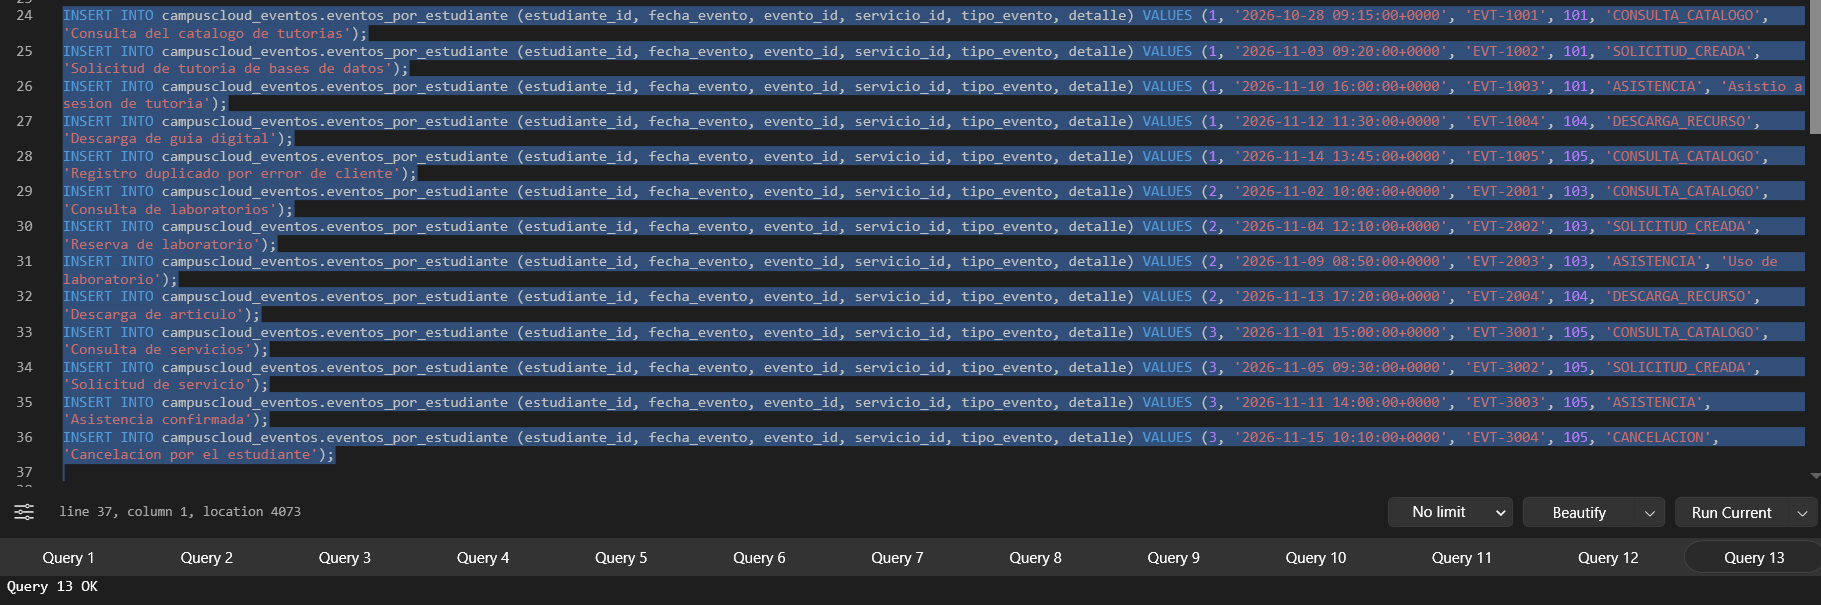 24 INSERT INTO campuscloud_eventos.eventos_por_estudiante (estudiante_id, fecha_evento, evento_id, servicio_id, tipo_evento, detalle) VALUES (1, '2026-10-28 09:15:00+0000', 'EVT-1001', 101, 'CONSULTA_CATALOGO',
'Consulta del catalogo de tutorias');
25 INSERT INTO campuscloud_eventos.eventos_por_estudiante (estudiante_id, fecha_evento, evento_id, servicio_id, tipo_evento, detalle) VALUES (1, '2026-11-03 09:20:00+0000', 'EVT-1002', 101, 'SOLICITUD_CREADA',
'Solicitud de tutoria de bases de datos');
26 INSERT INTO campuscloud_eventos.eventos_por_estudiante (estudiante_id, fecha_evento, evento_id, servicio_id, tipo_evento, detalle) VALUES (1, '2026-11-10 16:00:00+0000', 'EVT-1003', 101, 'ASISTENCIA', 'Asistio a
sesion de tutoria');
27 INSERT INTO campuscloud_eventos.eventos_por_estudiante (estudiante_id, fecha_evento, evento_id, servicio_id, tipo_evento, detalle) VALUES (1, '2026-11-12 11:30:00+0000', 'EVT-1004', 104, 'DESCARGA_RECURSO',
'Descarga de guia digital');
28 INSERT INTO campuscloud_eventos.eventos_por_estudiante (estudiante_id, fecha_evento, evento_id, servicio_id, tipo_evento, detalle) VALUES (1, '2026-11-14 13:45:00+0000', 'EVT-1005', 105, 'CONSULTA_CATALOGO',
'Registro duplicado por error de cliente');
29 INSERT INTO campuscloud_eventos.eventos_por_estudiante (estudiante_id, fecha_evento, evento_id, servicio_id, tipo_evento, detalle) VALUES (2, '2026-11-02 10:00:00+0000', 'EVT-2001', 103, 'CONSULTA_CATALOGO',
'Consulta de laboratorios');
30 INSERT INTO campuscloud_eventos.eventos_por_estudiante (estudiante_id, fecha_evento, evento_id, servicio_id, tipo_evento, detalle) VALUES (2, '2026-11-04 12:10:00+0000', 'EVT-2002', 103, 'SOLICITUD_CREADA',
'Reserva de laboratorio');
31 INSERT INTO campuscloud_eventos.eventos_por_estudiante (estudiante_id, fecha_evento, evento_id, servicio_id, tipo_evento, detalle) VALUES (2, '2026-11-09 08:50:00+0000', 'EVT-2003', 103, 'ASISTENCIA', 'Uso de
laboratorio');
32 INSERT INTO campuscloud_eventos.eventos_por_estudiante (estudiante_id, fecha_evento, evento_id, servicio_id, tipo_evento, detalle) VALUES (2, '2026-11-13 17:20:00+0000', 'EVT-2004', 104, 'DESCARGA_RECURSO',
'Descarga de articulo');
33 INSERT INTO campuscloud_eventos.eventos_por_estudiante (estudiante_id, fecha_evento, evento_id, servicio_id, tipo_evento, detalle) VALUES (3, '2026-11-01 15:00:00+0000', 'EVT-3001', 105, 'CONSULTA_CATALOGO',
'Consulta de servicios');
34 INSERT INTO campuscloud_eventos.eventos_por_estudiante (estudiante_id, fecha_evento, evento_id, servicio_id, tipo_evento, detalle) VALUES (3, '2026-11-05 09:30:00+0000', 'EVT-3002', 105, 'SOLICITUD_CREADA',
'Solicitud de servicio');
35 INSERT INTO campuscloud_eventos.eventos_por_estudiante (estudiante_id, fecha_evento, evento_id, servicio_id, tipo_evento, detalle) VALUES (3, '2026-11-11 14:00:00+0000', 'EVT-3003', 105, 'ASISTENCIA',
'Asistencia confirmada');
36 INSERT INTO campuscloud_eventos.eventos_por_estudiante (estudiante_id, fecha_evento, evento_id, servicio_id, tipo_evento, detalle) VALUES (3, '2026-11-15 10:10:00+0000', 'EVT-3004', 105, 'CANCELACION',
'Cancelacion por el estudiante');
37
line 37, column 1, location 4073 No limit Beautify Run Current
Query 1 Query 2 Query 3 Query 4 Query 5 Query 6 Query 7 Query 8 Query 9 Query 10 Query 11 Query 12 Query 13
Query 13 OK